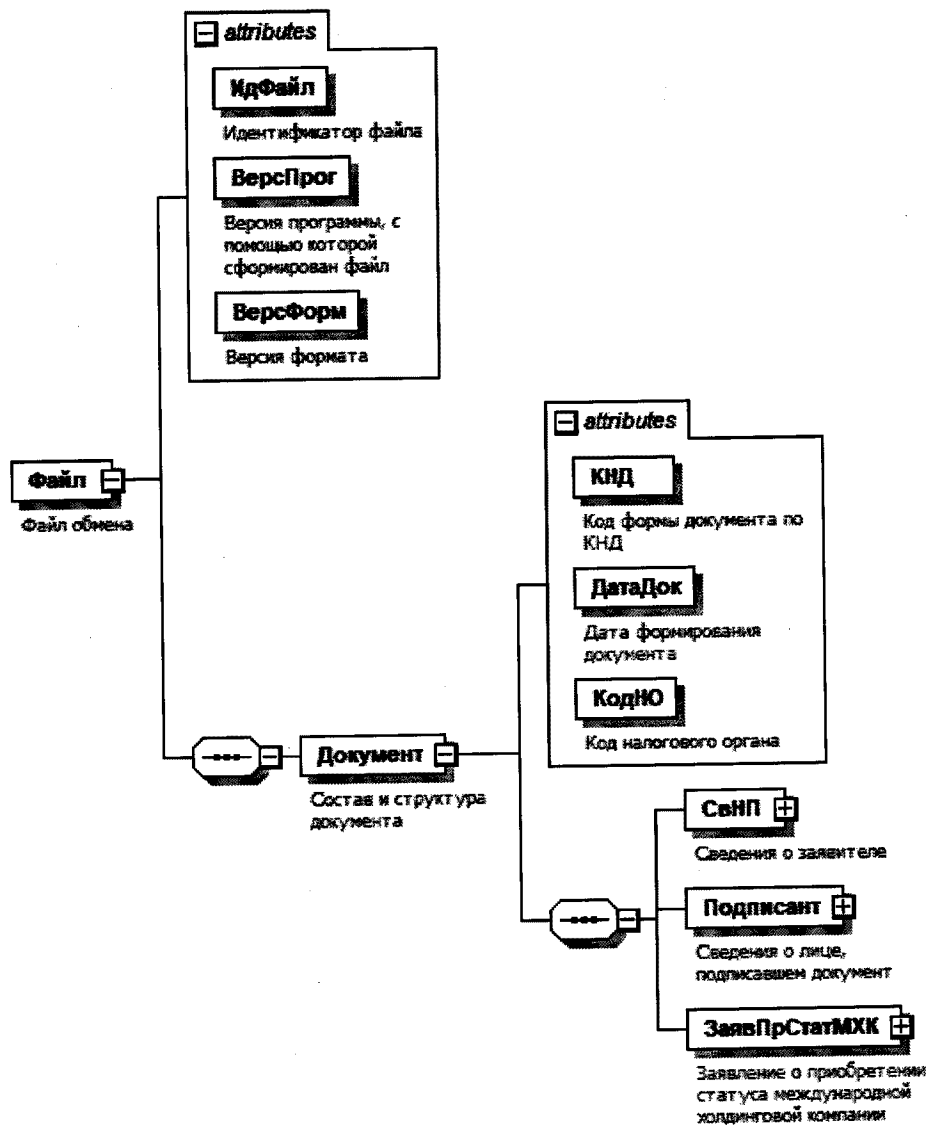 attributes
ИдФайл
Идентификатор файла
ВерсПрог
Версия программы, с
помощью которой
сформирован файл
ВерсФорм
Версия формата
Файл
Файл обмена
attributes
КНД
Код формы документа по
КНД
ДатаДок
Дата формирования
документа
КодНО
Код налогового органа
Документ
Состав и структура
документа
СвНП
Сведения о заявителе
Подписант
Сведения о лице,
подписавшем документ
ЗаявПрСтатМХК
Заявление о приобретении
статуса международной
холдинговой компании